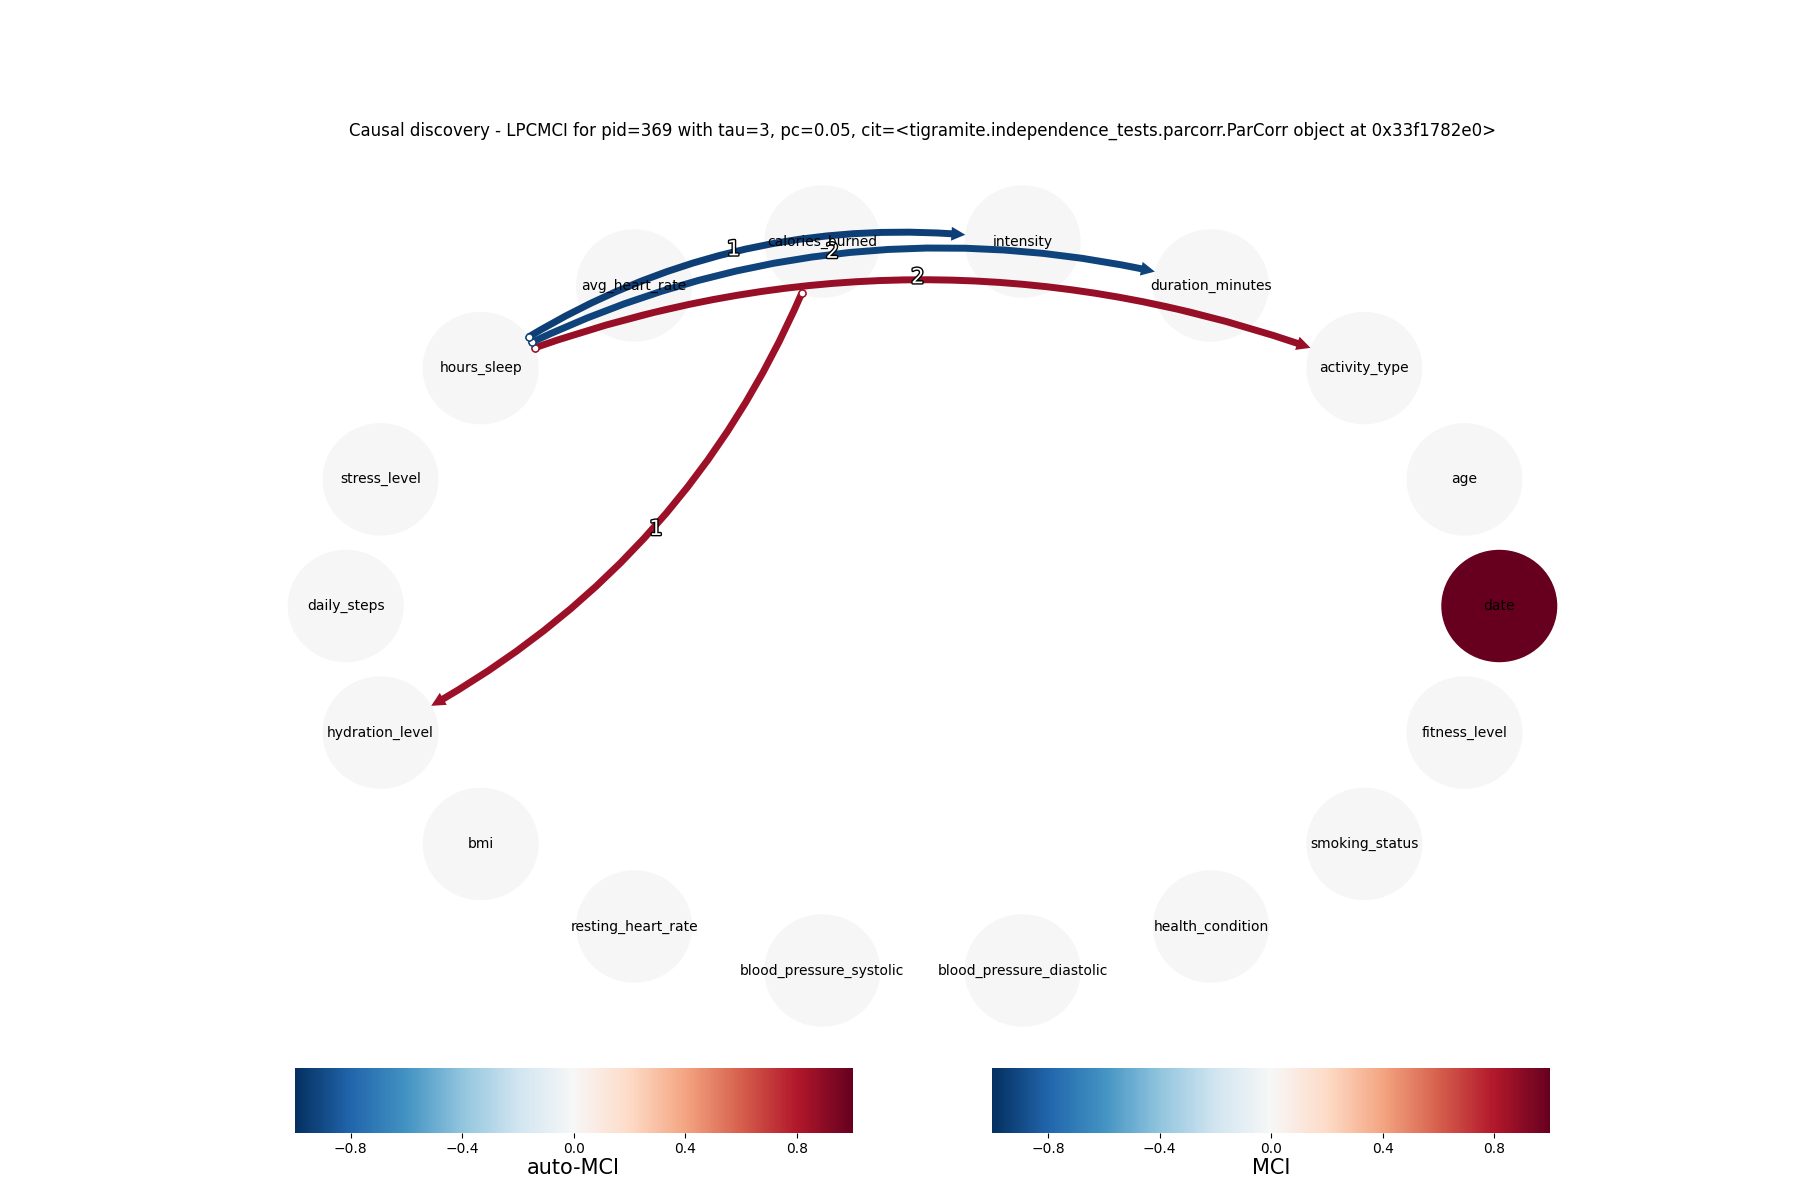 Causal discovery - LPCMCI for pid=369 with tau=3, pc=0.05, cit=<tigramite.independence_tests.parcorr.ParCorr object at 0x33f1782e0>
calories_burned
intensity
1
2
2
avg_heart_rate
duration_minutes
hours_sleep
activity_type
stress_level
age
1
daily_steps
date
hydration_level
fitness_level
bmi
smoking_status
resting_heart_rate
health_condition
blood_pressure_systolic
blood_pressure_diastolic
−0.8 −0.4 0.0 0.4 0.8
auto-MCI
−0.8 −0.4 0.0 0.4 0.8
MCI